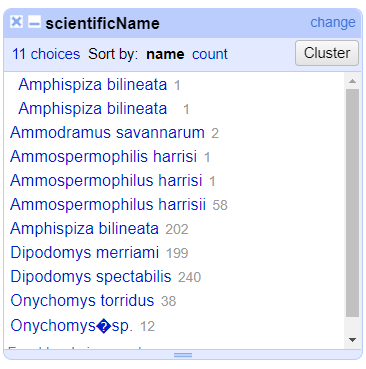 scientificName change
11 choices Sort by: name count Cluster
Amphispiza bilineata 1
Amphispiza bilineata 1
Ammodramus savannarum 2
Ammospermophilis harrisi 1
Ammospermophilus harrisi 1
Ammospermophilus harrisii 58
Amphispiza bilineata 202
Dipodomys merriami 199
Dipodomys spectabilis 240
Onychomys torridus 38
Onychomys�sp. 12